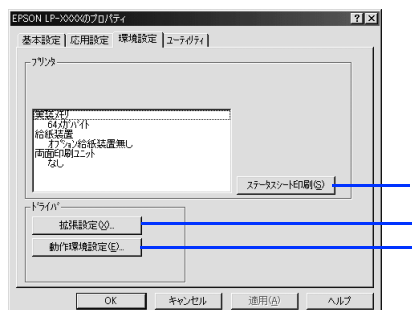 EPSON LP-XXXXのプロパティ
基本設定 応用設定 環境設定 ユーティリティ
プリンタ
実装メモリ
64メガバイト
給紙装置
オプション給紙装置無し
両面印刷ユニット
なし
ステータスシート印刷(S)
ドライバ
拡張設定(X)...
動作環境設定(E)...
OK キャンセル 適用(A) ヘルプ